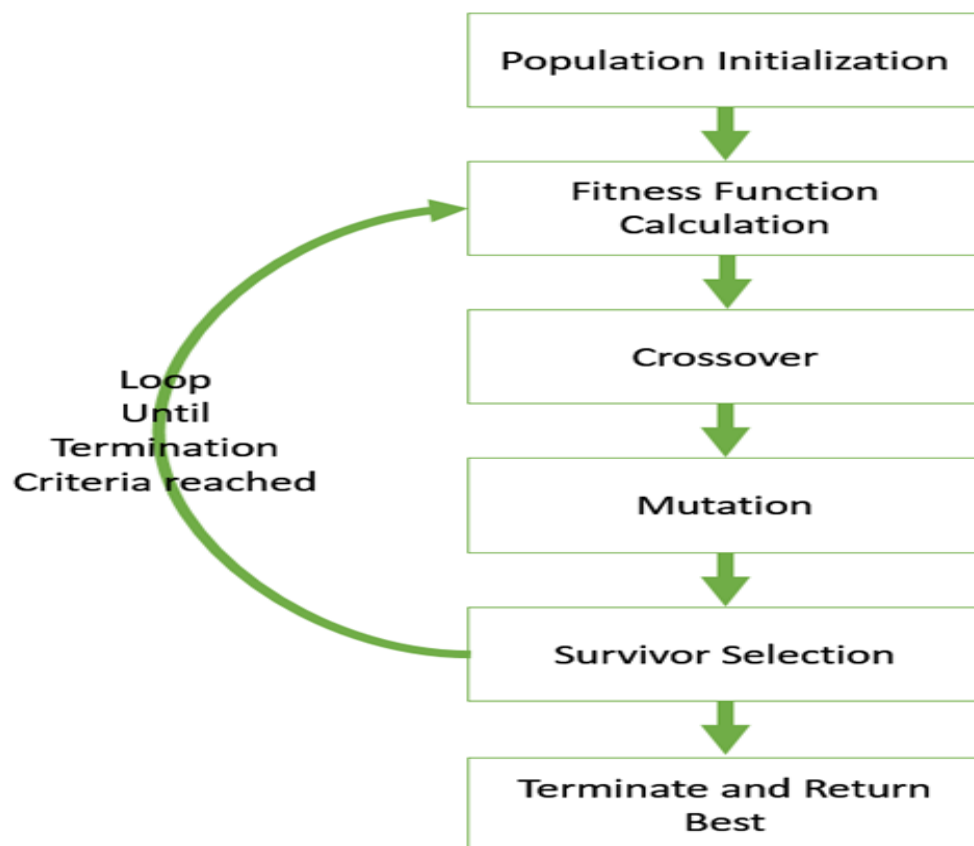 Population Initialization
Fitness Function
Calculation
Crossover
Loop
Until
Termination
Criteria reached
Mutation
Survivor Selection
Terminate and Return
Best